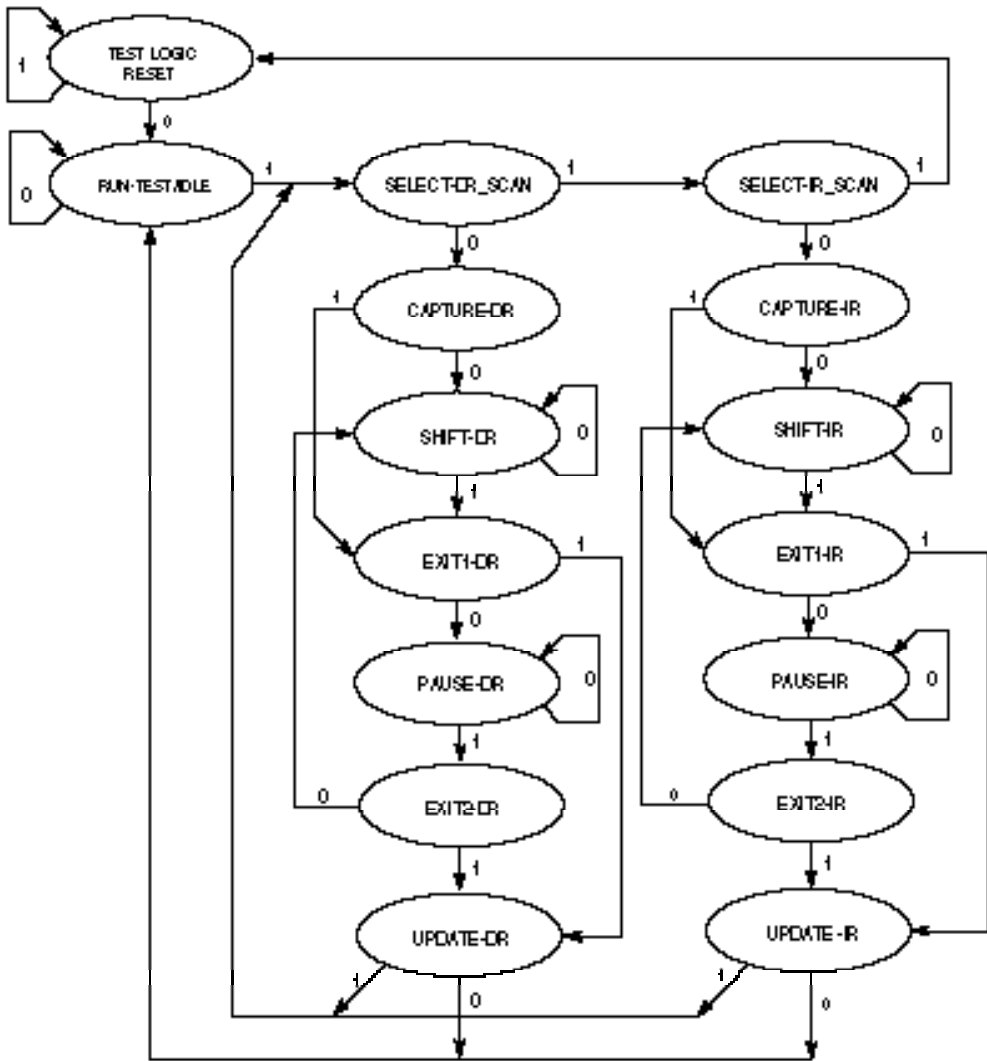 TEST LOGIC
RESET
1
0
RUN-TEST/IDLE
0
1
SELECT-DR_SCAN
1
SELECT-IR_SCAN
1
0
0
CAPTURE-DR
1
CAPTURE-IR
1
0
0
SHIFT-DR
0
SHIFT-IR
0
1
1
EXIT1-DR
1
EXIT1-IR
1
0
0
PAUSE-DR
0
PAUSE-IR
0
1
1
EXIT2-DR
0
EXIT2-IR
0
1
1
UPDATE-DR
UPDATE-IR
1
0
1
0